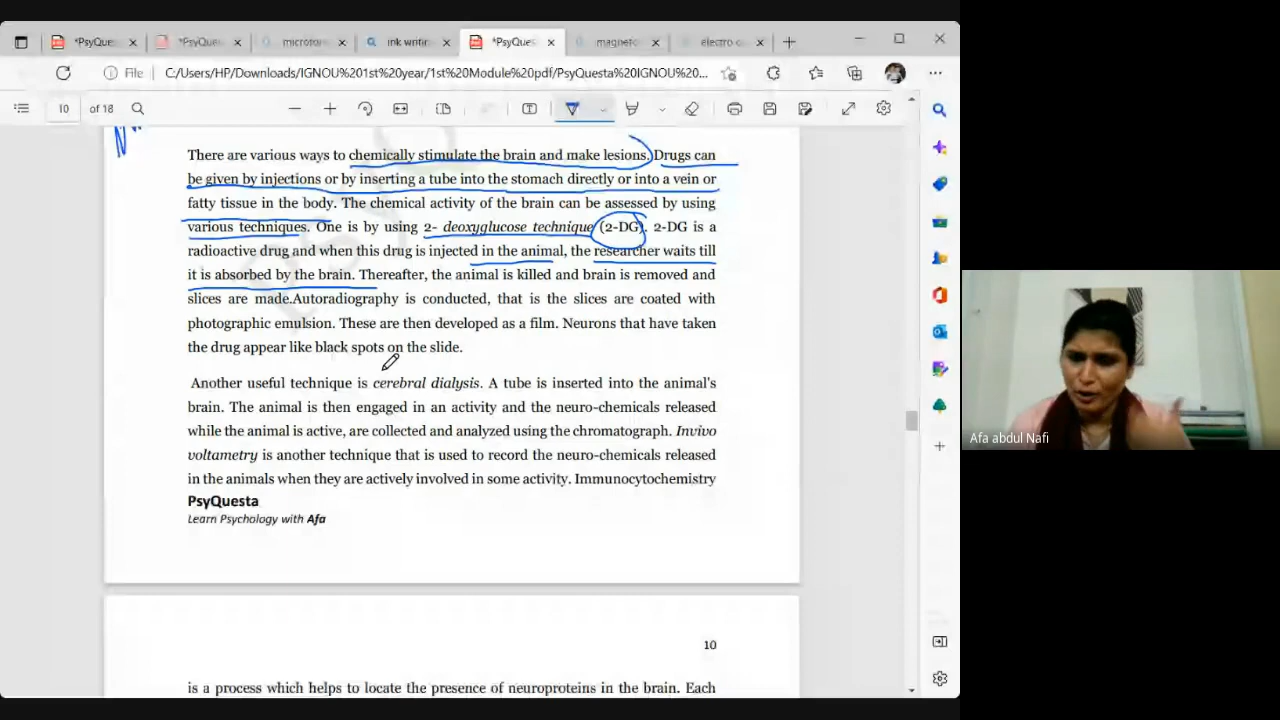 *PsyQue
*PsyQue
microto
ink writin
*PsyQues
magneto
electro c
File
C:/Users/HP/Downloads/IGNOU%201st%20year/1st%20Module%20pdf/PsyQuesta%20IGNOU%20...
10 of 18
There are various ways to chemically stimulate the brain and make lesions. Drugs can
be given by injections or by inserting a tube into the stomach directly or into a vein or
fatty tissue in the body. The chemical activity of the brain can be assessed by using
various techniques. One is by using 2- deoxyglucose technique (2-DG). 2-DG is a
radioactive drug and when this drug is injected in the animal, the researcher waits till
it is absorbed by the brain. Thereafter, the animal is killed and brain is removed and
slices are made.Autoradiography is conducted, that is the slices are coated with
photographic emulsion. These are then developed as a film. Neurons that have taken
the drug appear like black spots on the slide.
Another useful technique is cerebral dialysis. A tube is inserted into the animal's
brain. The animal is then engaged in an activity and the neuro-chemicals released
while the animal is active, are collected and analyzed using the chromatograph. Invivo
voltametry is another technique that is used to record the neuro-chemicals released
in the animals when they are actively involved in some activity. Immunocytochemistry
PsyQuesta
Learn Psychology with Afa
10
is a process which helps to locate the presence of neuroproteins in the brain. Each
Afa abdul Nafi